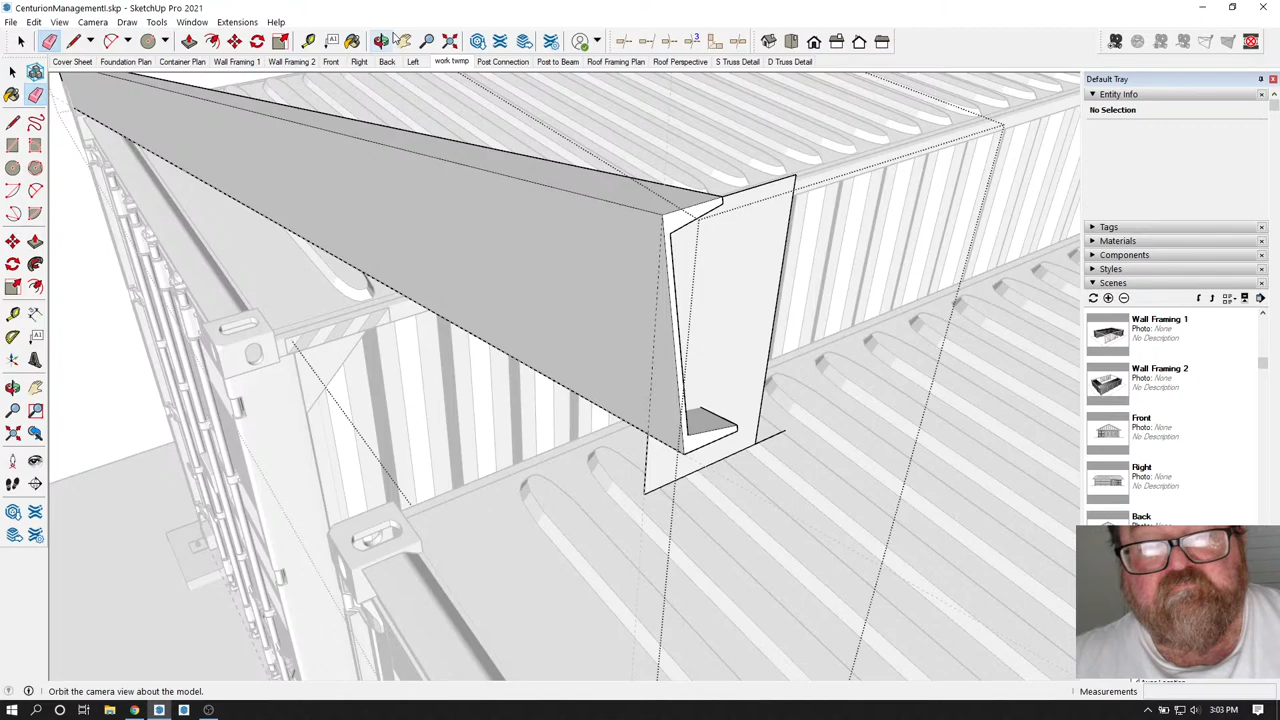 CenturionManagementI.skp - SketchUp Pro 2021
File Edit View Camera Draw Tools Window Extensions Help
3
Cover Sheet Foundation Plan Container Plan Wall Framing 1 Wall Framing 2 Front Right Back Left work twmp Post Connection Post to Beam Roof Framing Plan Roof Perspective S Truss Detail D Truss Detail
Default Tray
Entity Info
No Selection
Tags
Materials
Components
Styles
Scenes
Wall Framing 1
Photo: None
No Description
Wall Framing 2
Photo: None
No Description
Front
Photo: None
No Description
Right
Photo: None
No Description
Back
Orbit the camera view about the model.
Measurements
3:03 PM